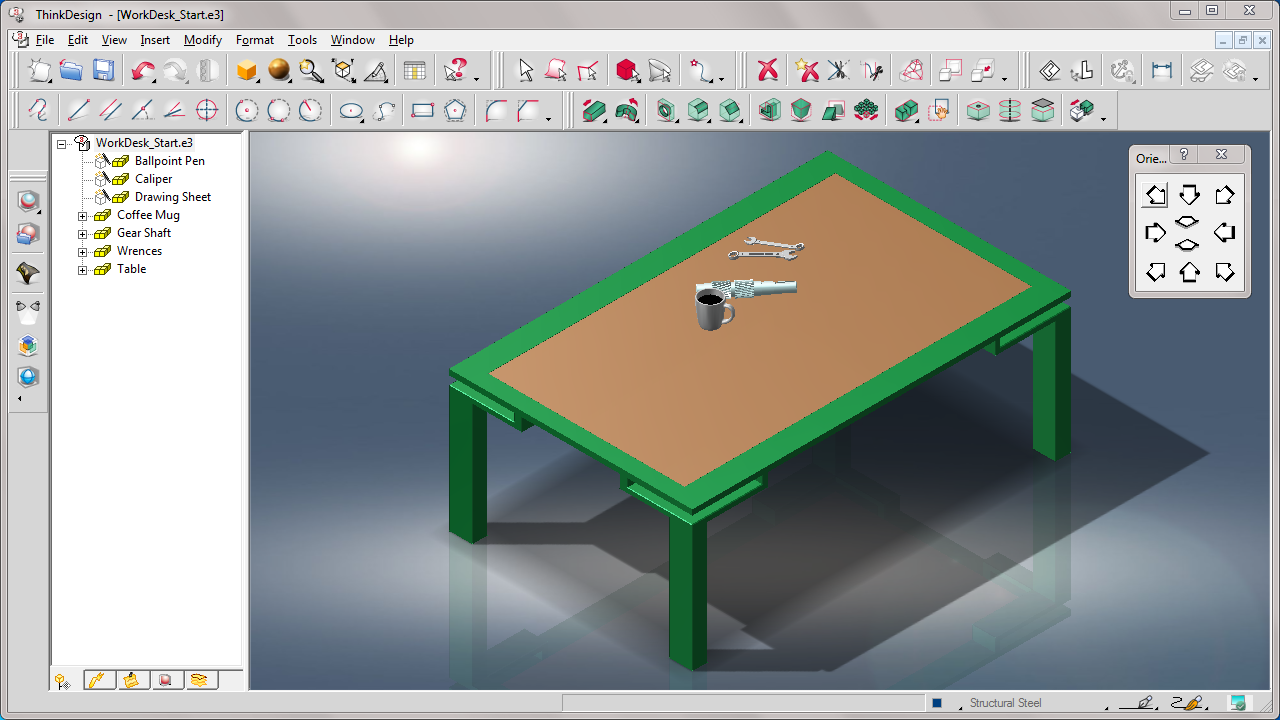 ThinkDesign - [WorkDesk_Start.e3]
File Edit View Insert Modify Format Tools Window Help
WorkDesk_Start.e3
Ballpoint Pen
Caliper
Drawing Sheet
Coffee Mug
Gear Shaft
Wrences
Table
Orie... ?
Structural Steel